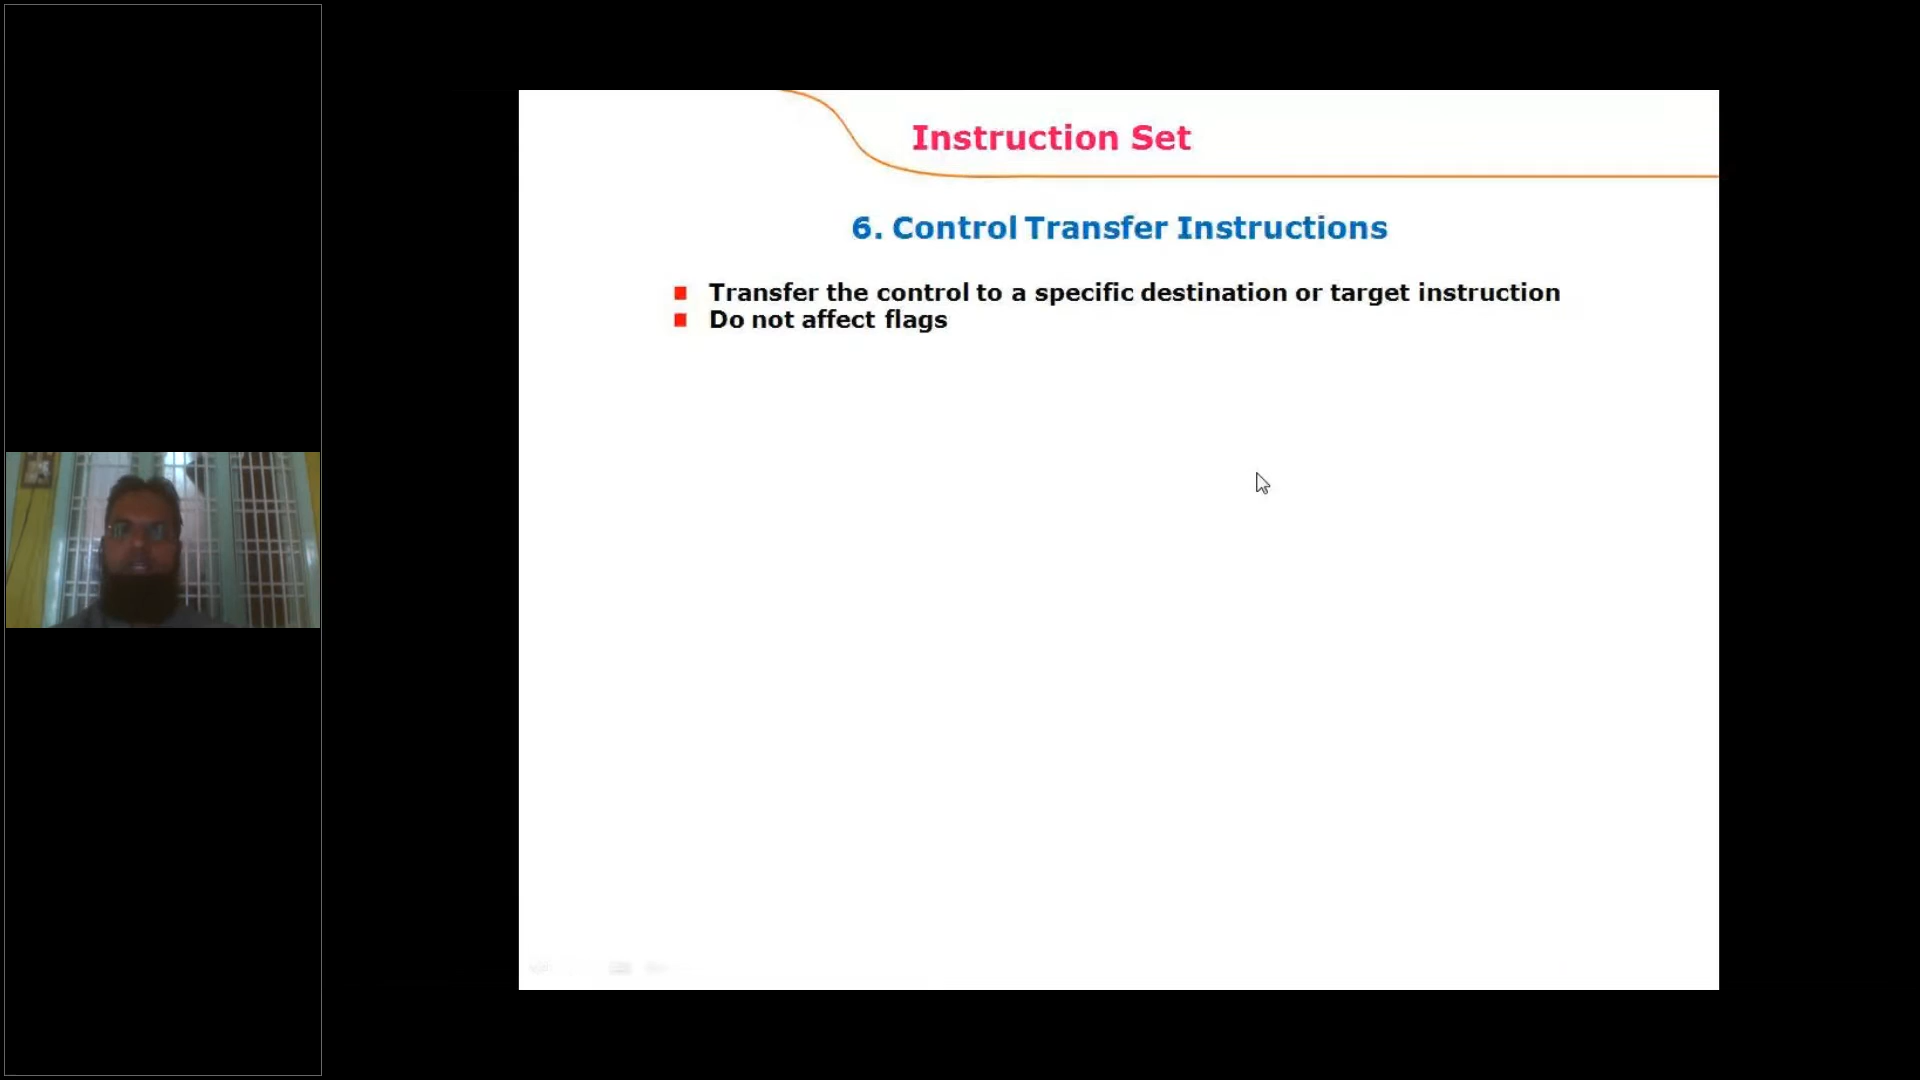 Instruction Set
6. Control Transfer Instructions
Transfer the control to a specific destination or target instruction
Do not affect flags